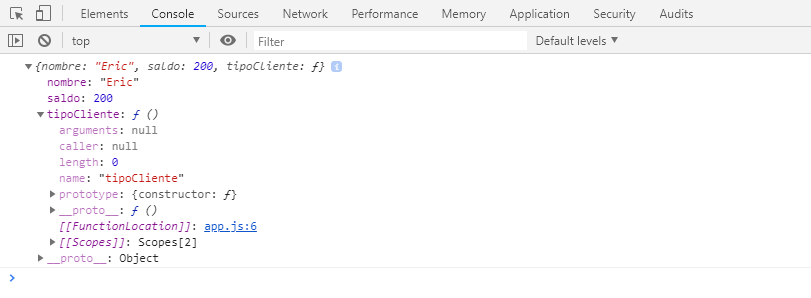 Elements Console Sources Network Performance Memory Application Security Audits
top Filter Default levels
{nombre: "Eric", saldo: 200, tipoCliente: ƒ} i
nombre: "Eric"
saldo: 200
tipoCliente: ƒ ()
arguments: null
caller: null
length: 0
name: "tipoCliente"
prototype: {constructor: ƒ}
__proto__: ƒ ()
[[FunctionLocation]]: app.js:6
[[Scopes]]: Scopes[2]
__proto__: Object